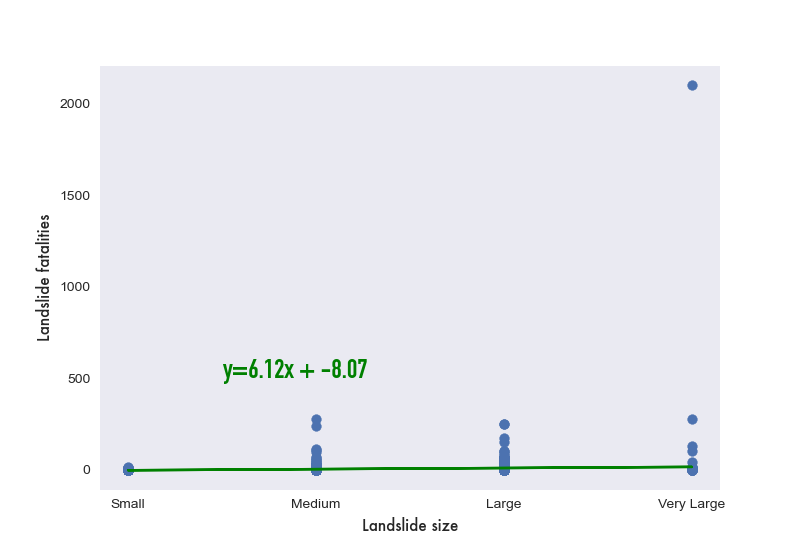 2000
1500
1000
500
0
Landslide fatalities
y=6.12x + -8.07
Small Medium Large Very Large
Landslide size